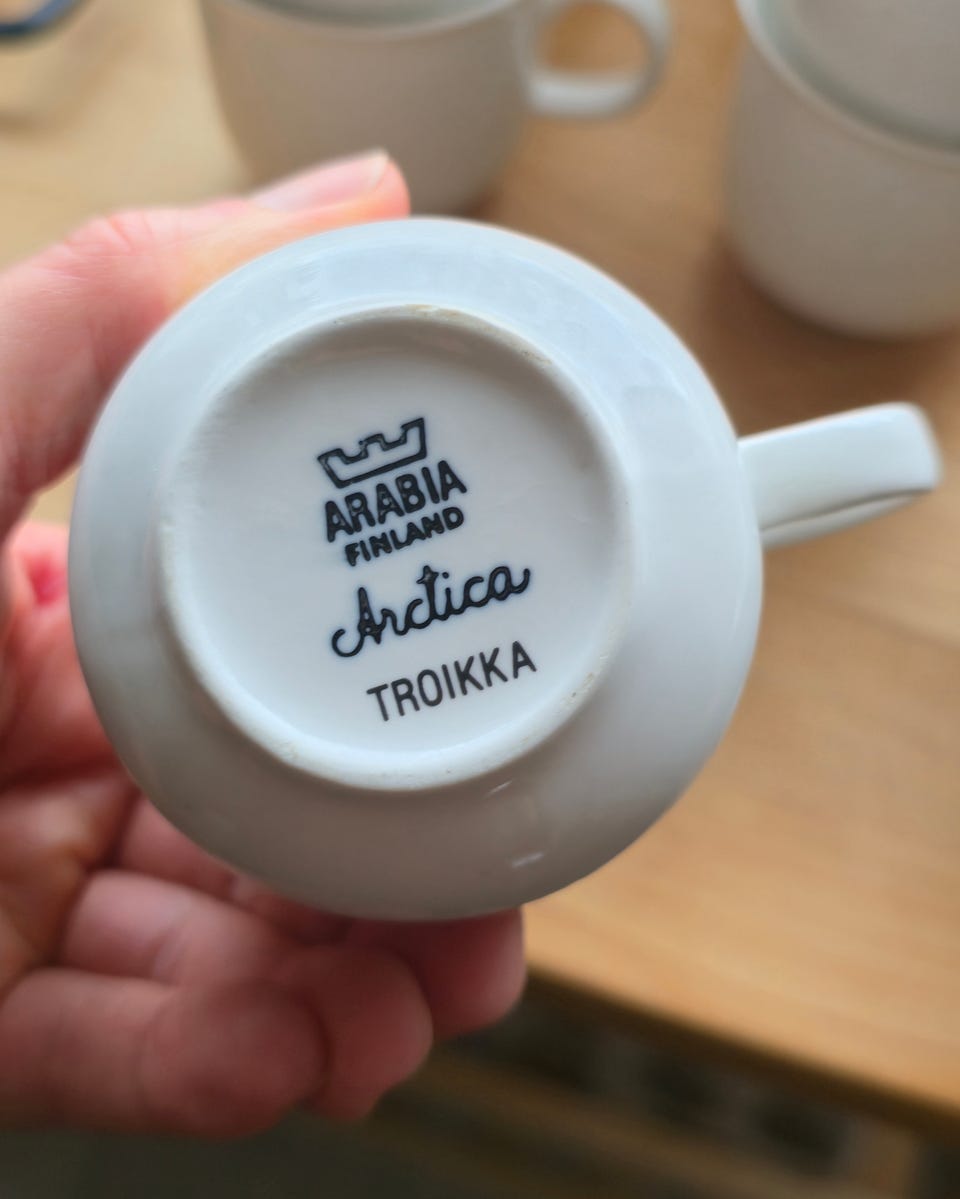 ARABIA
FINLAND
Arctica
TROIKKA